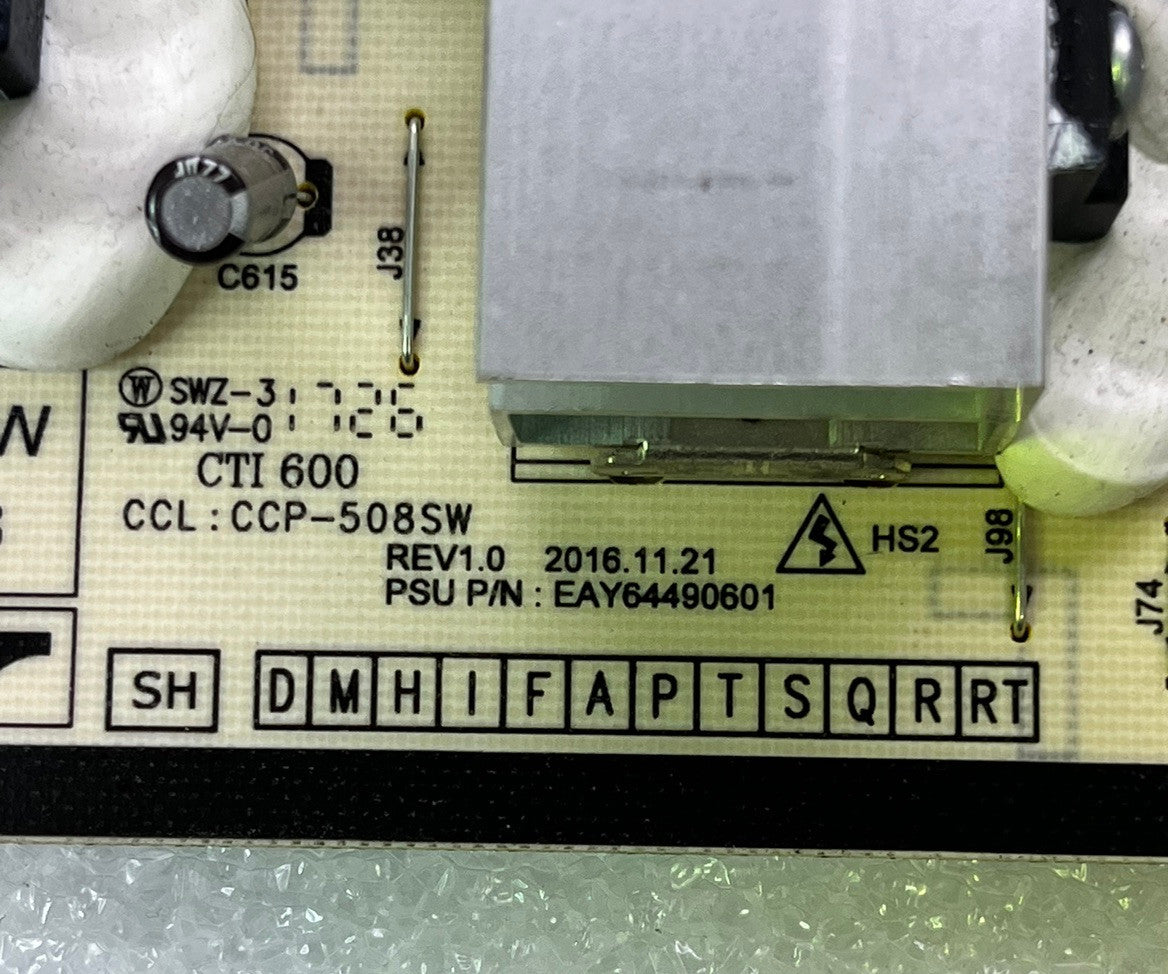 C615
J38
W SWZ-3 1726
94V-0
CTI 600
CCL : CCP-508SW
REV1.0 2016.11.21
PSU P/N : EAY64490601
HS2
J98
J74
W
SH D M H I F A P T S Q R RT